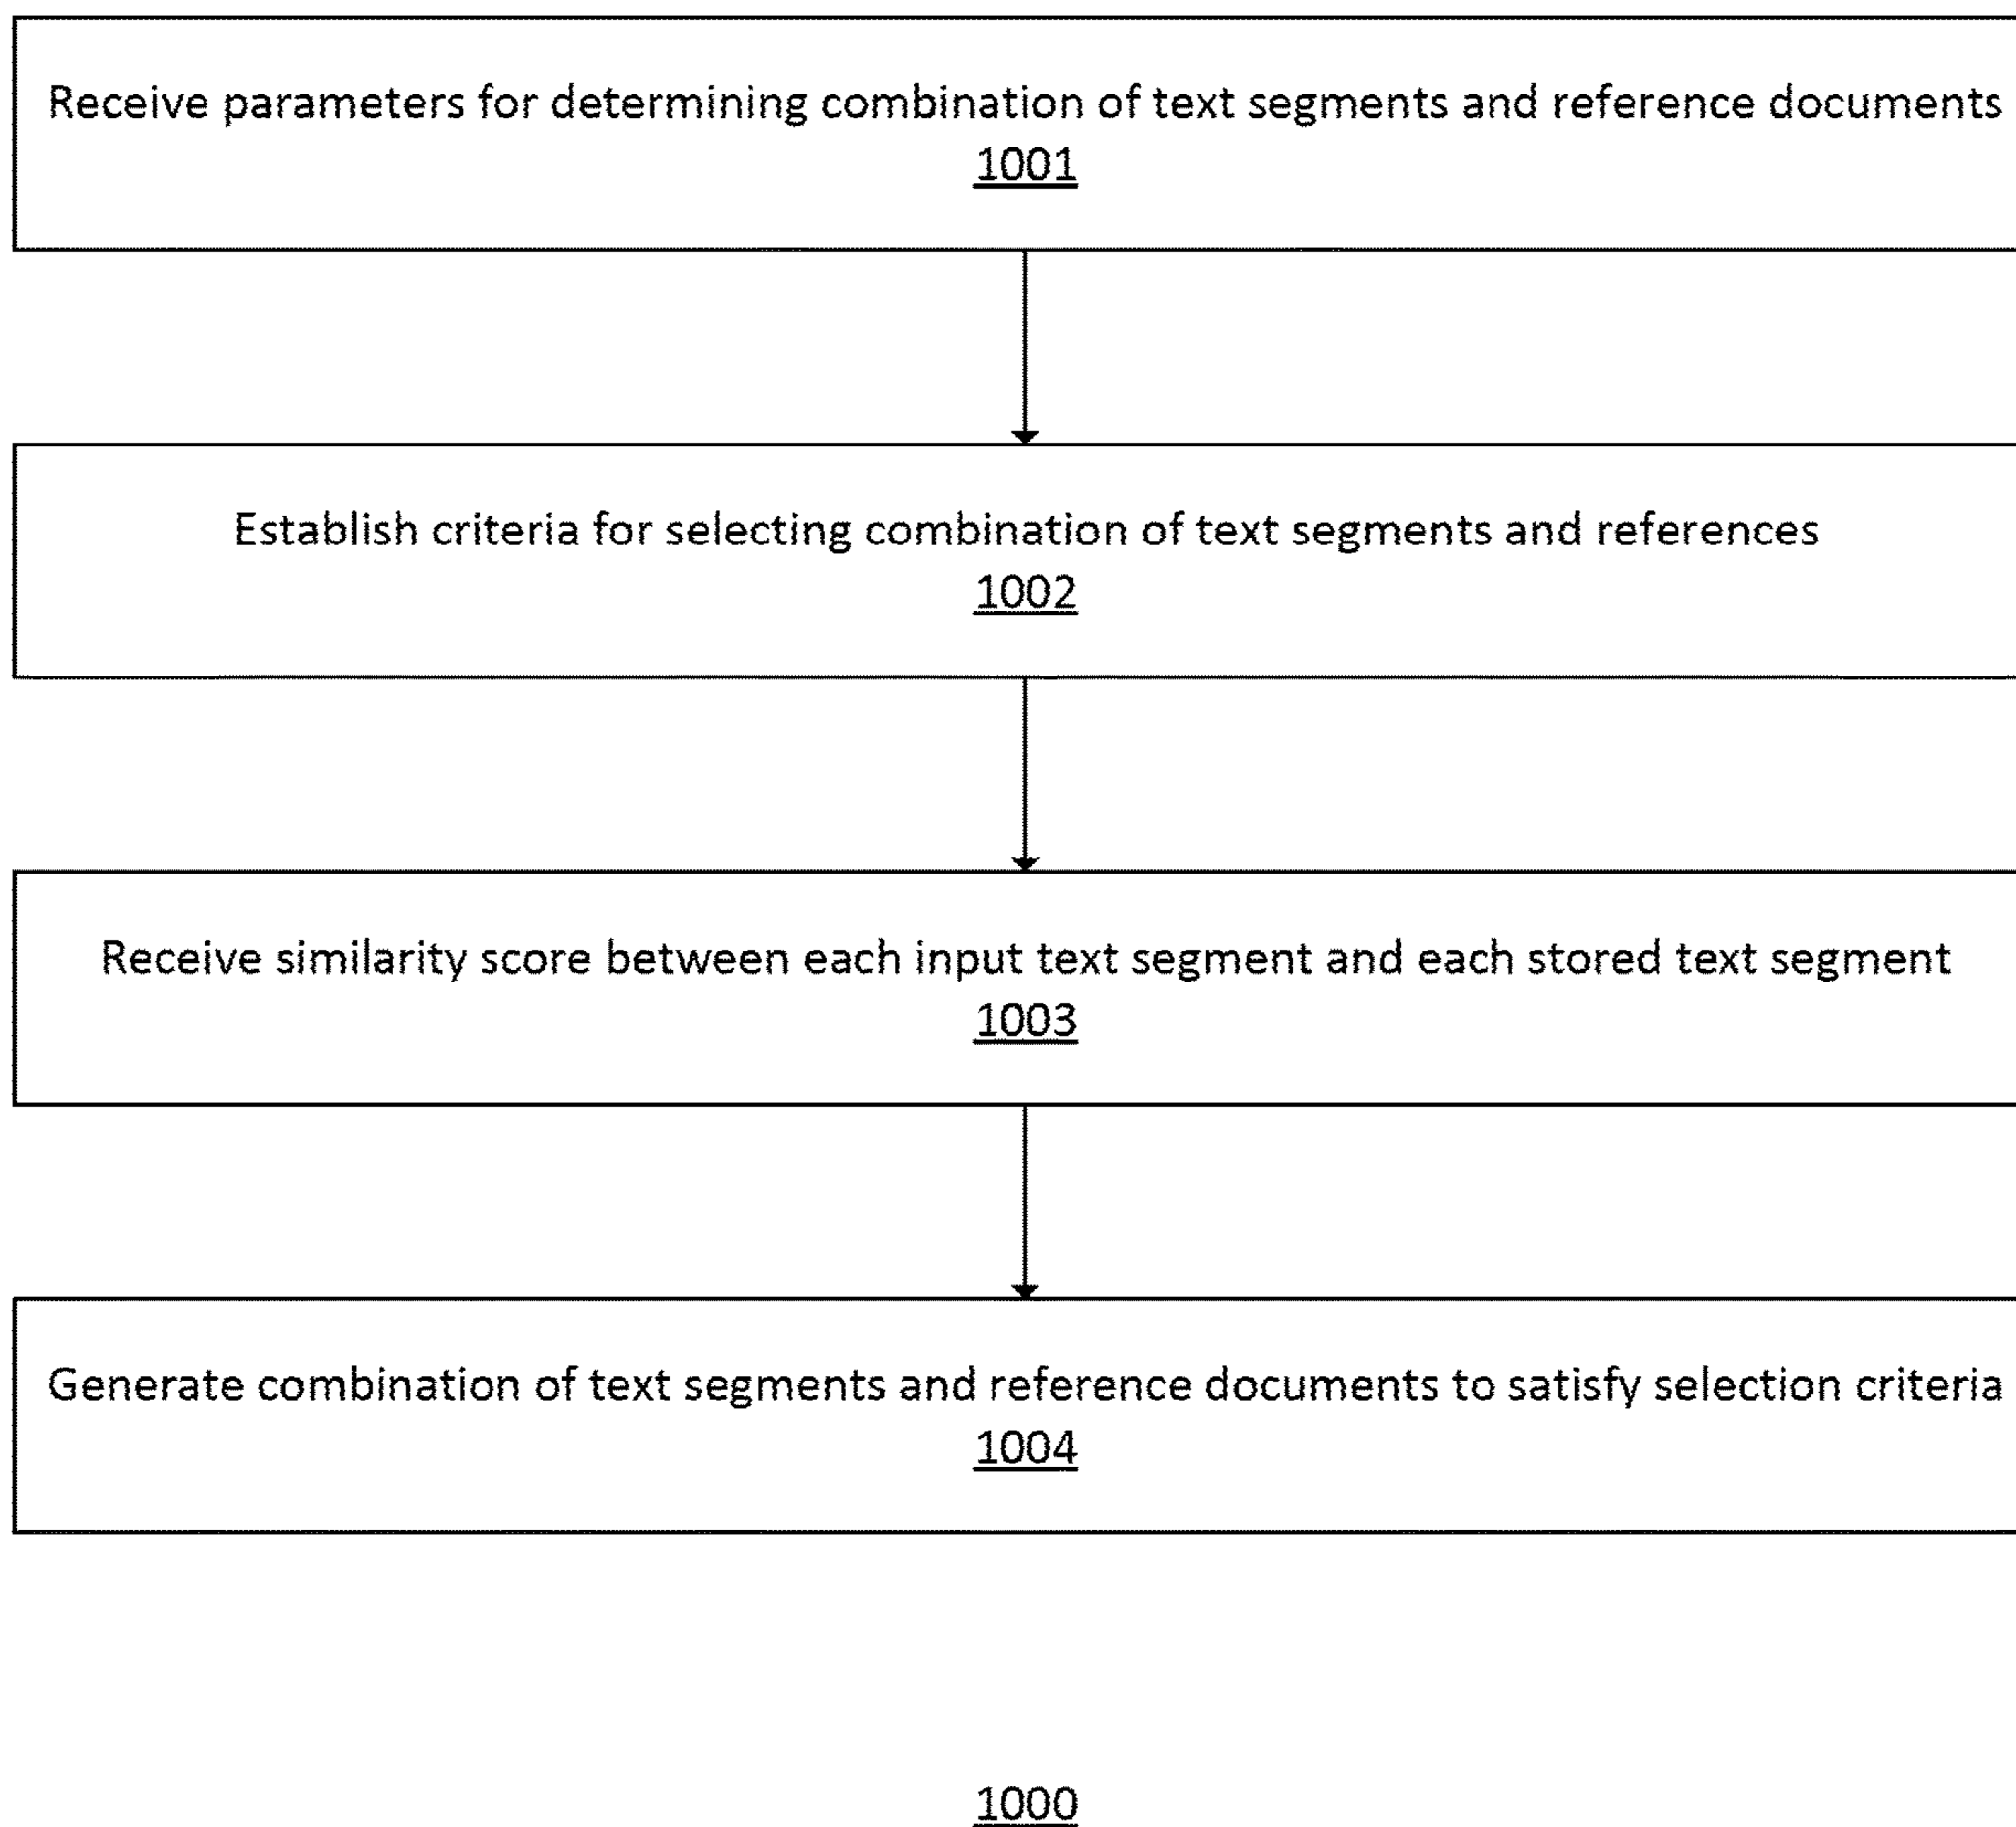 Receive parameters for determining combination of text segments and reference documents
1001
Establish criteria for selecting combination of text segments and references
1002
Receive similarity score between each input text segment and each stored text segment
1003
Generate combination of text segments and reference documents to satisfy selection criteria
1004
1000